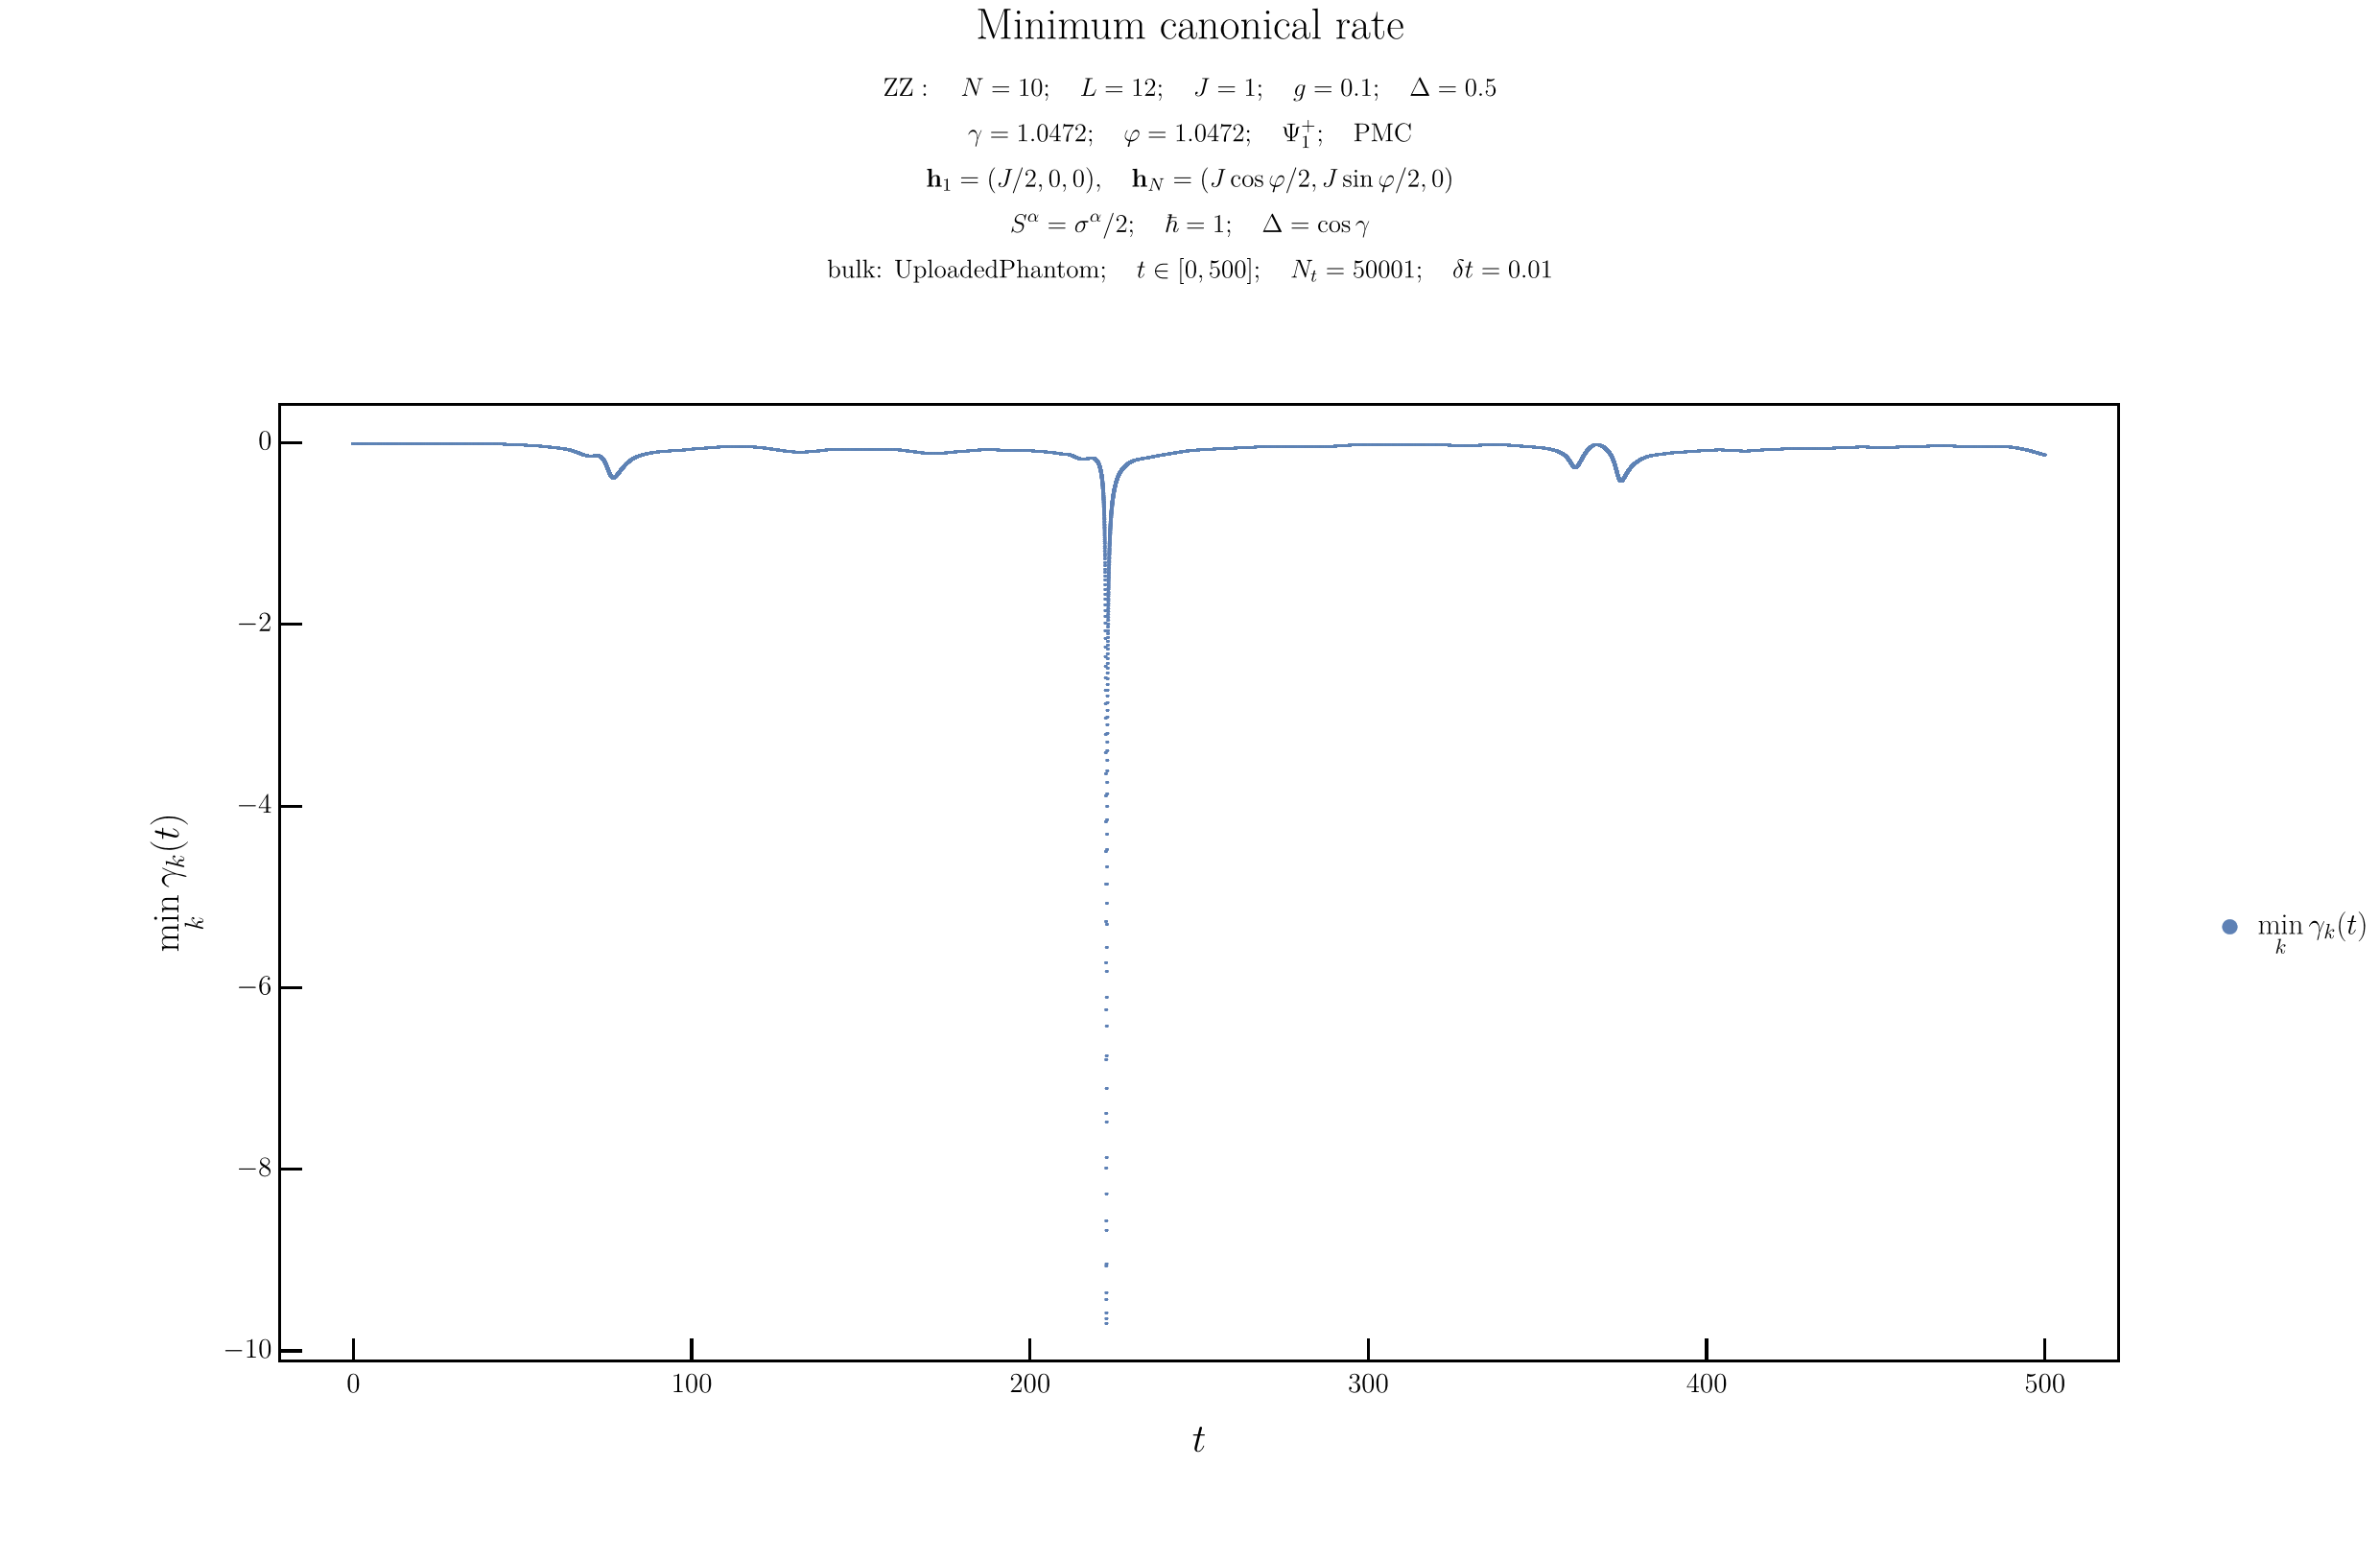 Minimum canonical rate
ZZ : N = 10; L = 12; J = 1; g = 0.1; Δ = 0.5
γ = 1.0472; φ = 1.0472; Ψ₁⁺; PMC
𝐡₁ = (J/2, 0, 0), 𝐡_N = (J cos φ/2, J sin φ/2, 0)
S^α = σ^α/2; ℏ = 1; Δ = cos γ
bulk: UploadedPhantom; t ∈ [0, 500]; N_t = 50001; δt = 0.01
0
−2
−4
−6
−8
−10
min_k γ_k(t)
0 100 200 300 400 500
t
min_k γ_k(t)